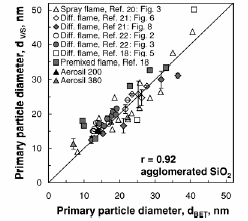 Primary particle diameter, d V/S, nm
50
40
30
20
10
0
Spray flame, Ref. 20: Fig. 3
Diff. flame, Ref. 21: Fig. 6
Diff. flame, Ref. 21: Fig. 8
Diff. flame, Ref. 22: Fig. 2
Diff. flame, Ref. 22: Fig. 3
Diff. flame, Ref. 18: Fig. 5
Premixed flame, Ref. 18
Aerosil 200
Aerosil 380
r = 0.92
agglomerated SiO2
0 10 20 30 40 50
Primary particle diameter, dBET, nm